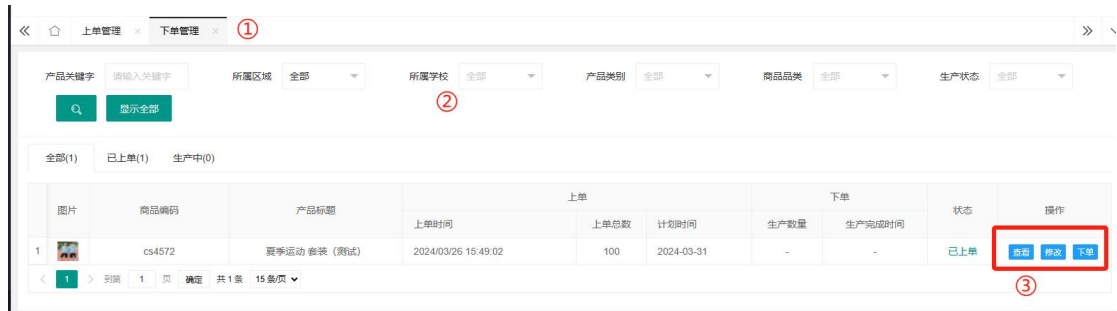 上单管理 × 下单管理 × ①
产品关键字 请输入关键字 所属区域 全部 所属学校 全部 产品类别 全部 商品品类 全部 生产状态 全部
②
显示全部
全部(1) 已上单(1) 生产中(0)
图片 商品编码 产品标题 上单 下单 状态 操作
上单时间 上单总数 计划时间 生产数量 生产完成时间
1 cs4572 夏季运动 套装（测试） 2024/03/26 15:49:02 100 2024-03-31 - - 已上单 查看 修改 下单
< 1 > 到第 1 页 确定 共 1 条 15 条/页
③